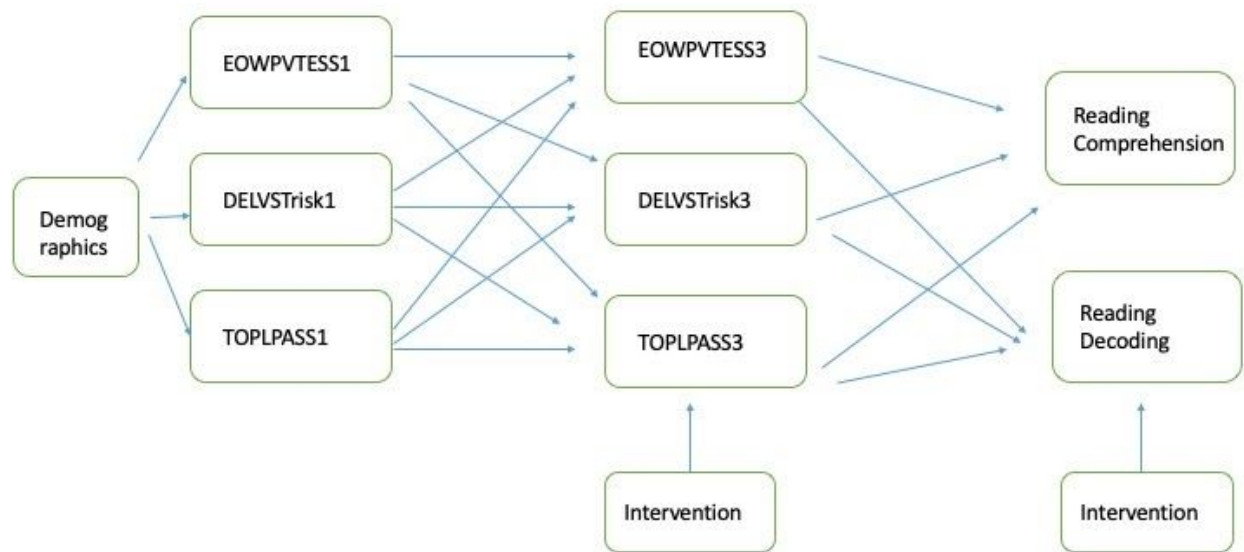 EOWPVTESS1
EOWPVTESS3
Reading
Comprehension
Demog
raphics
DELVSTrisk1
DELVSTrisk3
TOPLPASS1
TOPLPASS3
Reading
Decoding
Intervention
Intervention